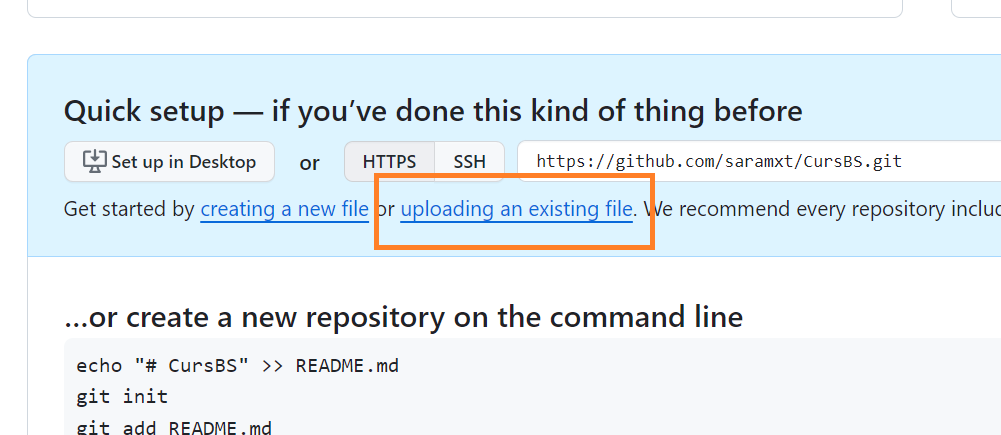 Quick setup — if you’ve done this kind of thing before
Set up in Desktop or HTTPS SSH https://github.com/saramxt/CursBS.git
Get started by creating a new file or uploading an existing file. We recommend every repository
...or create a new repository on the command line
echo "# CursBS" >> README.md
git init
git add README.md